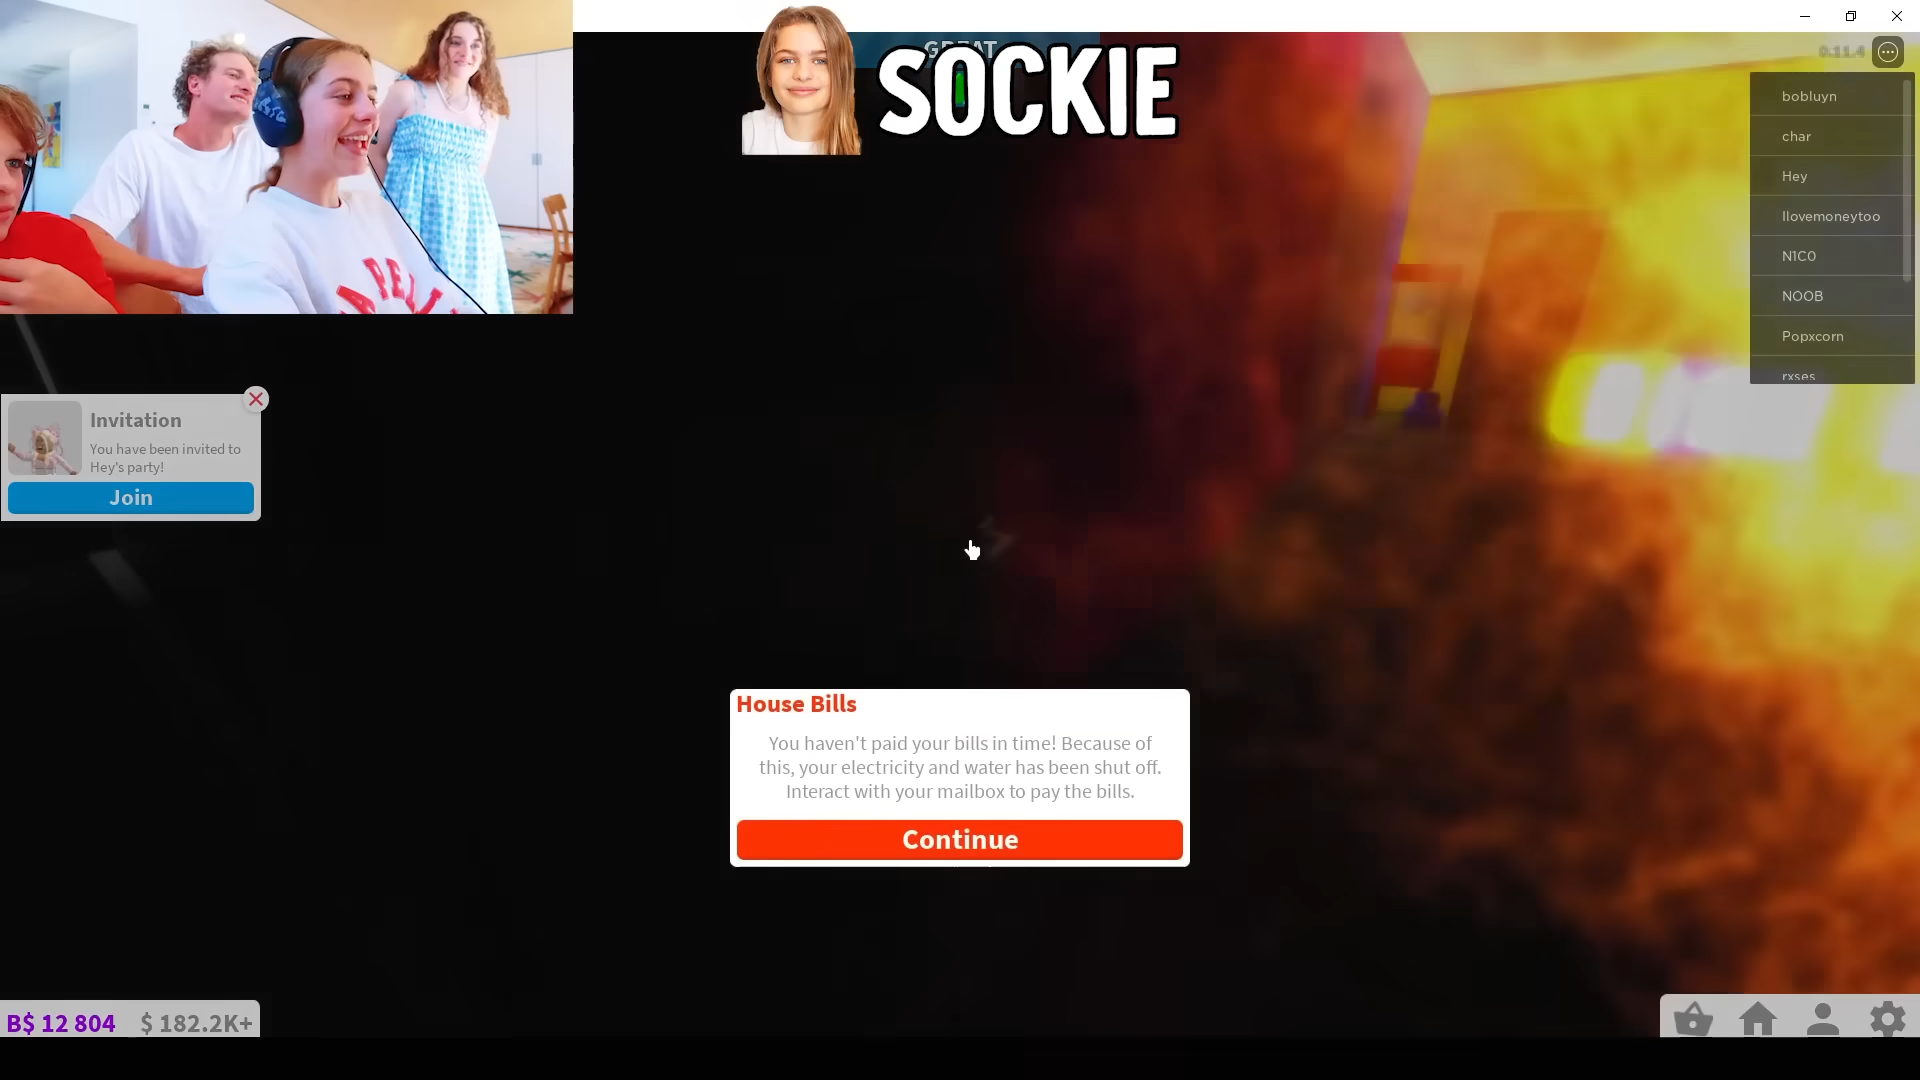 GREAT
SOCKIE
bobluyn
char
Hey
Ilovemoneytoo
N1C0
NOOB
Popxcorn
rxses
Invitation
You have been invited to
Hey's party!
Join
House Bills
You haven't paid your bills in time! Because of
this, your electricity and water has been shut off.
Interact with your mailbox to pay the bills.
Continue
B$ 12 804 $ 182.2K+